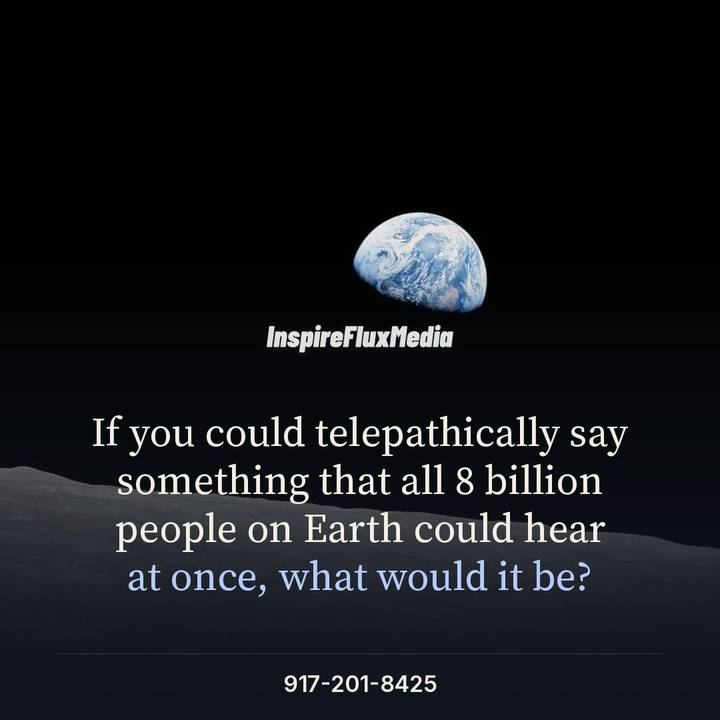 InspireFluxMedia
If you could telepathically say
something that all 8 billion
people on Earth could hear
at once, what would it be?
917-201-8425